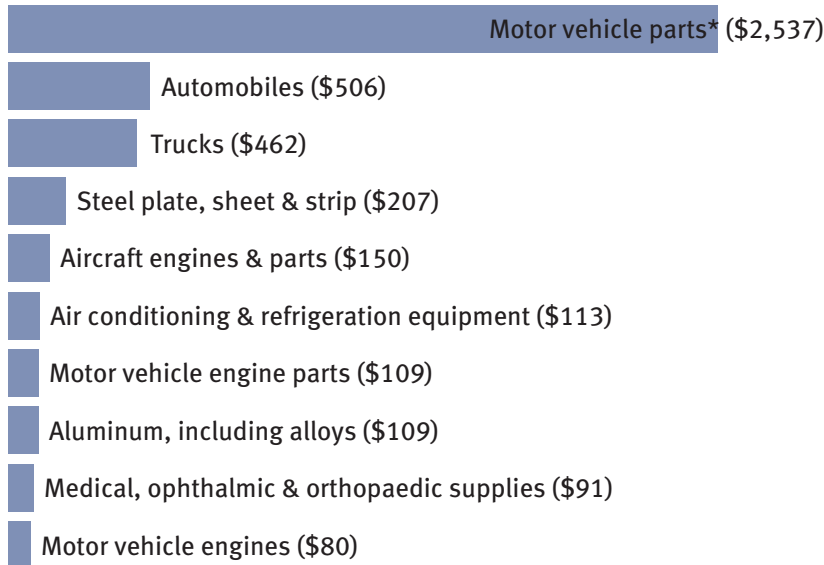 Motor vehicle parts* ($2,537)
Automobiles ($506)
Trucks ($462)
Steel plate, sheet & strip ($207)
Aircraft engines & parts ($150)
Air conditioning & refrigeration equipment ($113)
Motor vehicle engine parts ($109)
Aluminum, including alloys ($109)
Medical, ophthalmic & orthopaedic supplies ($91)
Motor vehicle engines ($80)